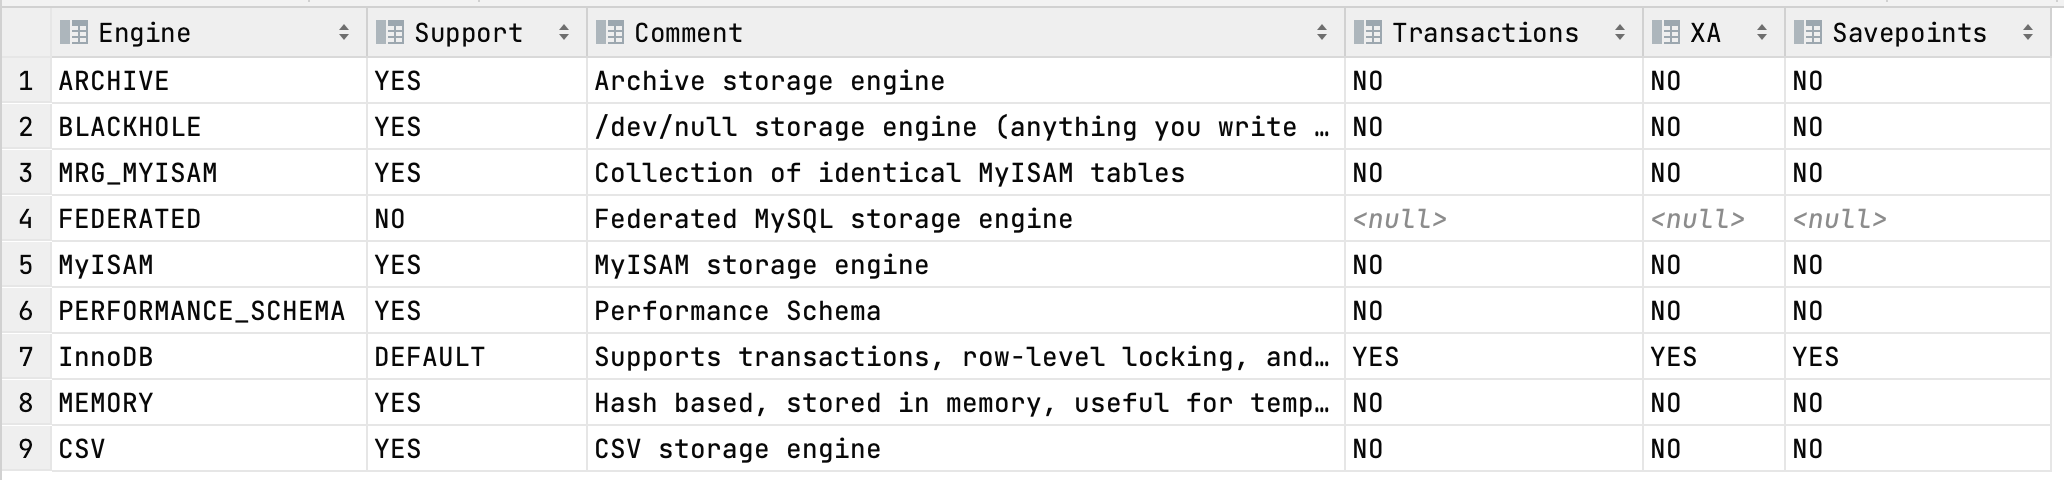 Engine Support Comment Transactions XA Savepoints
1 ARCHIVE YES Archive storage engine NO NO NO
2 BLACKHOLE YES /dev/null storage engine (anything you write … NO NO NO
3 MRG_MYISAM YES Collection of identical MyISAM tables NO NO NO
4 FEDERATED NO Federated MySQL storage engine <null> <null> <null>
5 MyISAM YES MyISAM storage engine NO NO NO
6 PERFORMANCE_SCHEMA YES Performance Schema NO NO NO
7 InnoDB DEFAULT Supports transactions, row-level locking, and… YES YES YES
8 MEMORY YES Hash based, stored in memory, useful for temp… NO NO NO
9 CSV YES CSV storage engine NO NO NO